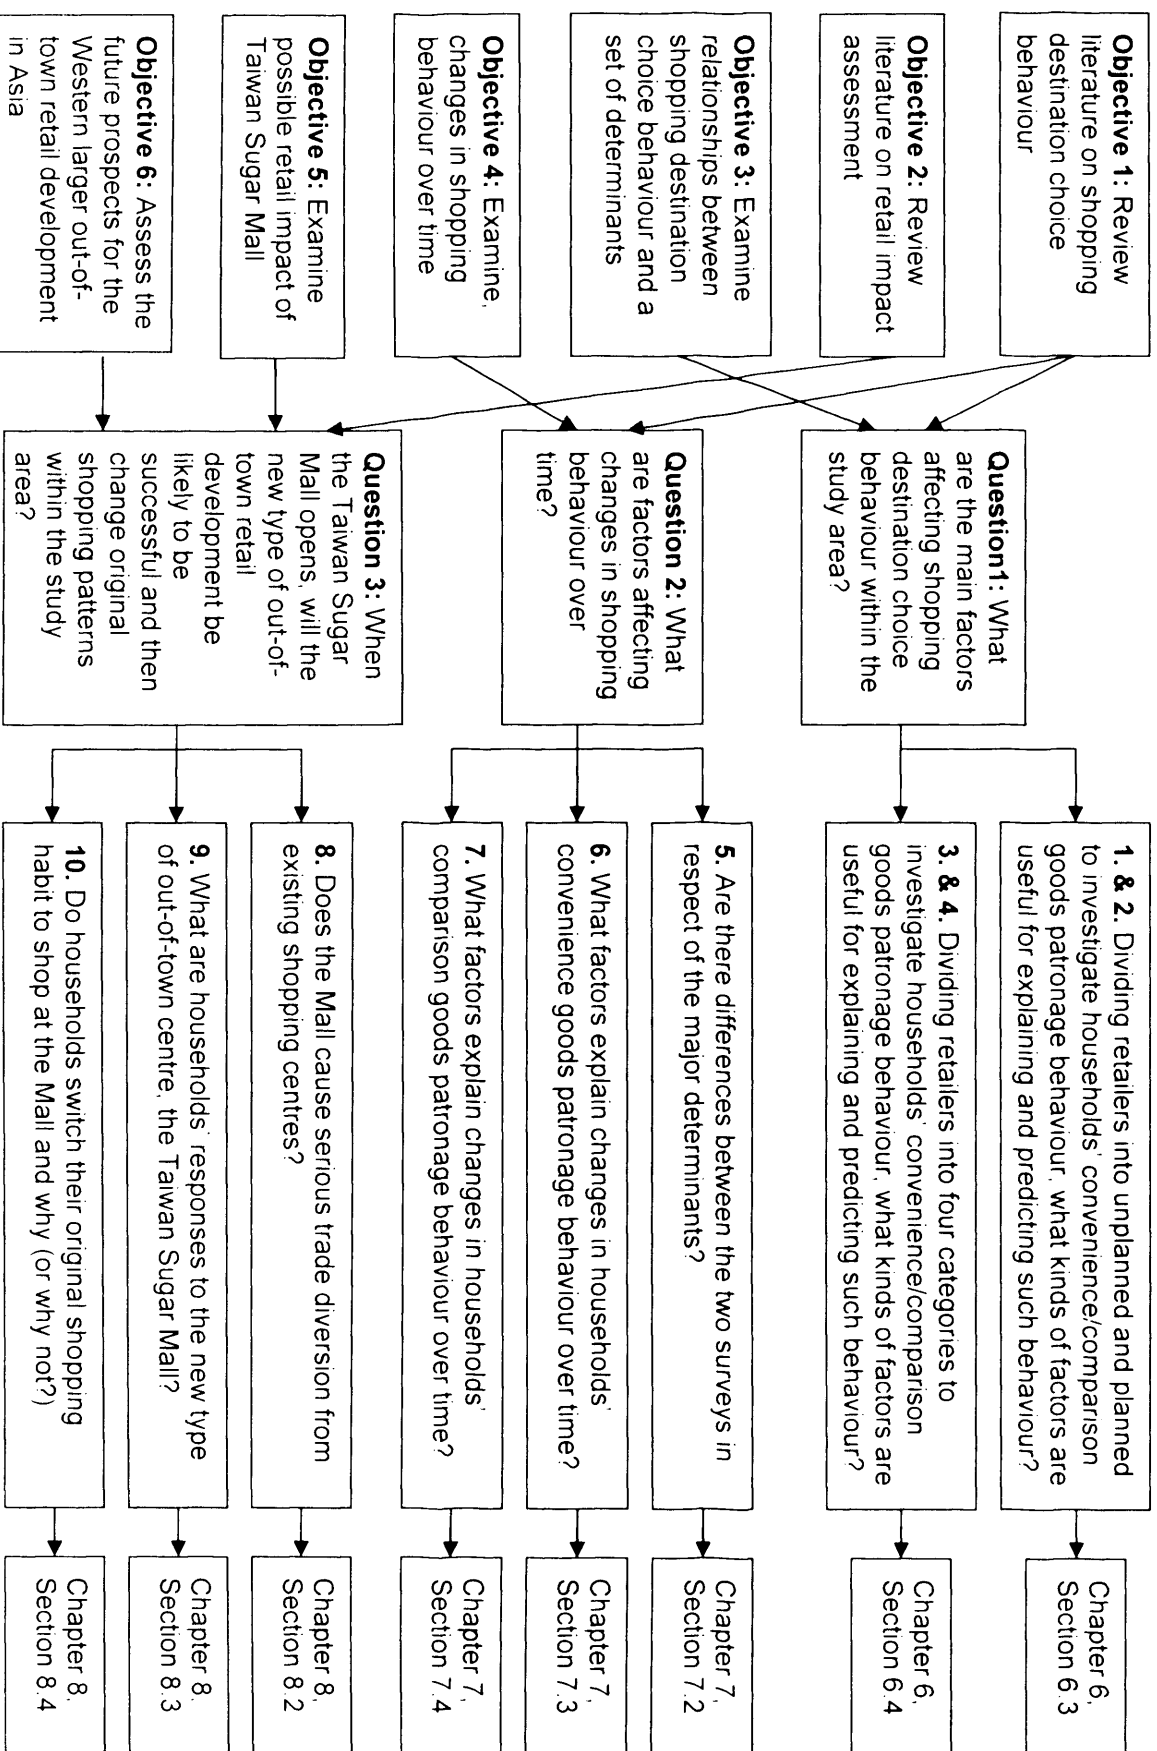 Objective 1: Review
literature on shopping
destination choice
behaviour
Objective 2: Review
literature on retail impact
assessment
Objective 3: Examine
relationships between
shopping destination
choice behaviour and a
set of determinants
Objective 4: Examine,
changes in shopping
behaviour over time
Objective 5: Examine
possible retail impact of
Taiwan Sugar Mall
Objective 6: Assess the
future prospects for the
Western larger out-of-
town retail development
in Asia
Question1: What
are the main factors
affecting shopping
destination choice
behaviour within the
study area?
Question 2: What
are factors affecting
changes in shopping
behaviour over
time?
Question 3: When
the Taiwan Sugar
Mall opens, will the
new type of out-of-
town retail
development be
likely to be
successful and then
change original
shopping patterns
within the study
area?
1. & 2. Dividing retailers into unplanned and planned
to investigate households' convenience/comparison
goods patronage behaviour, what kinds of factors are
useful for explaining and predicting such behaviour?
3. & 4. Dividing retailers into four categories to
investigate households' convenience/comparison
goods patronage behaviour, what kinds of factors are
useful for explaining and predicting such behaviour?
5. Are there differences between the two surveys in
respect of the major determinants?
6. What factors explain changes in households'
convenience goods patronage behaviour over time?
7. What factors explain changes in households'
comparison goods patronage behaviour over time?
8. Does the Mall cause serious trade diversion from
existing shopping centres?
9. What are households' responses to the new type
of out-of-town centre, the Taiwan Sugar Mall?
10. Do households switch their original shopping
habit to shop at the Mall and why (or why not?)
Chapter 6,
Section 6.3
Chapter 6,
Section 6.4
Chapter 7,
Section 7.2
Chapter 7,
Section 7.3
Chapter 7,
Section 7.4
Chapter 8,
Section 8.2
Chapter 8,
Section 8.3
Chapter 8,
Section 8.4